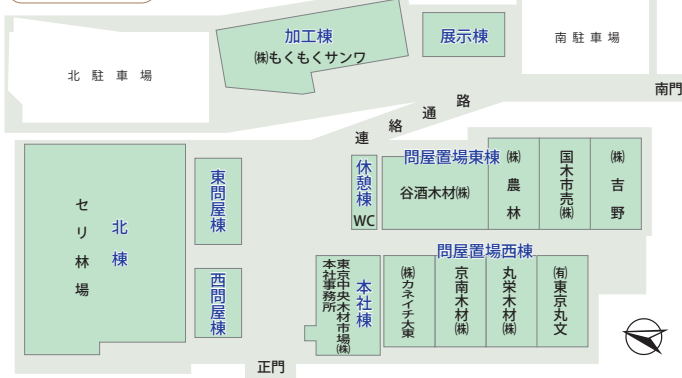 加工棟
㈱もくもくサンワ
展示棟
南駐車場
北駐車場
南門
連絡通路
問屋置場東棟
休憩棟
WC
谷酒木材㈱
㈱農林
国木市売㈱
㈱吉野
東問屋棟
北棟
セリ林場
西問屋棟
問屋置場西棟
本社棟
東京中央木材市場㈱
本社事務所
㈱カネイチ大東
京南木材㈱
丸栄木材㈱
㈲東京丸文
正門